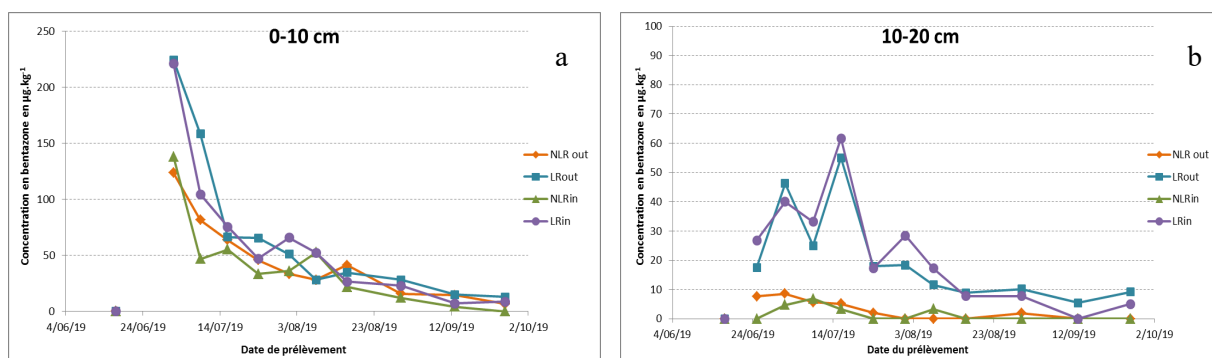 0-10 cm
a
Concentration en bentazone en µg.kg⁻¹
250
200
150
100
50
0
4/06/19 24/06/19 14/07/19 3/08/19 23/08/19 12/09/19 2/10/19
Date de prélèvement
NLR out
LRout
NLRin
LRin
10-20 cm
b
Concentration en bentazone en µg.kg⁻¹
100
90
80
70
60
50
40
30
20
10
0
4/06/19 24/06/19 14/07/19 3/08/19 23/08/19 12/09/19 2/10/19
Date du prélèvement
NLR out
LRout
NLRin
LRin